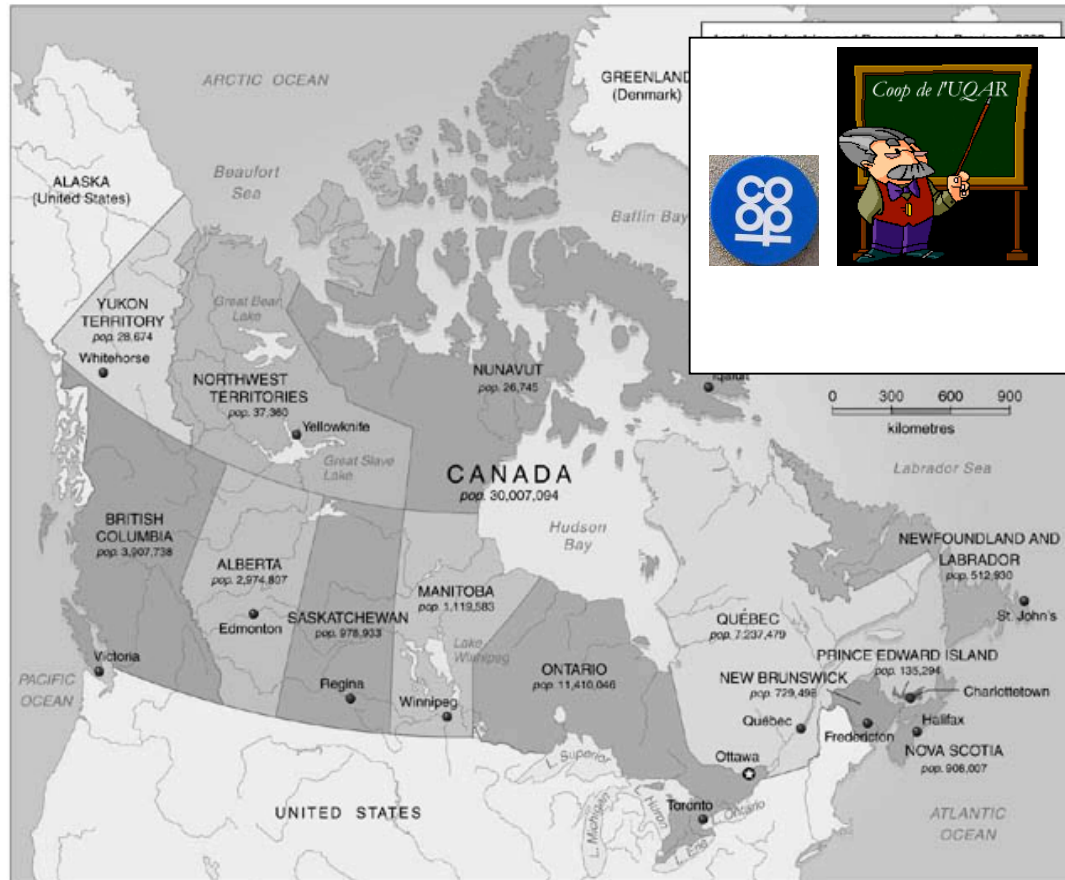 ARCTIC OCEAN
GREENLAND
(Denmark)
Coop de l'UQAR
co
op
Beaufort
Sea
ALASKA
(United States)
Baffin Bay
YUKON
TERRITORY
pop. 28,674
Whitehorse
Great Bear
Lake
NORTHWEST
TERRITORIES
pop. 37,360
Yellowknife
Great Slave
Lake
NUNAVUT
pop. 26,745
Iqaluit
0 300 600 900
kilometres
CANADA
pop. 30,007,094
Labrador Sea
Hudson
Bay
BRITISH
COLUMBIA
pop. 3,907,738
ALBERTA
pop. 2,974,807
Edmonton
SASKATCHEWAN
pop. 978,933
Regina
MANITOBA
pop. 1,119,583
Lake
Winnipeg
Winnipeg
ONTARIO
pop. 11,410,046
QUÉBEC
pop. 7,237,479
Québec
NEWFOUNDLAND AND
LABRADOR
pop. 512,930
St. John's
PRINCE EDWARD ISLAND
pop. 135,294
Charlottetown
NEW BRUNSWICK
pop. 729,498
Fredericton
Halifax
NOVA SCOTIA
pop. 908,007
Victoria
PACIFIC
OCEAN
Ottawa
Toronto
L. Superior
L. Michigan
L. Huron
L. Ontario
L. Erie
UNITED STATES
ATLANTIC
OCEAN